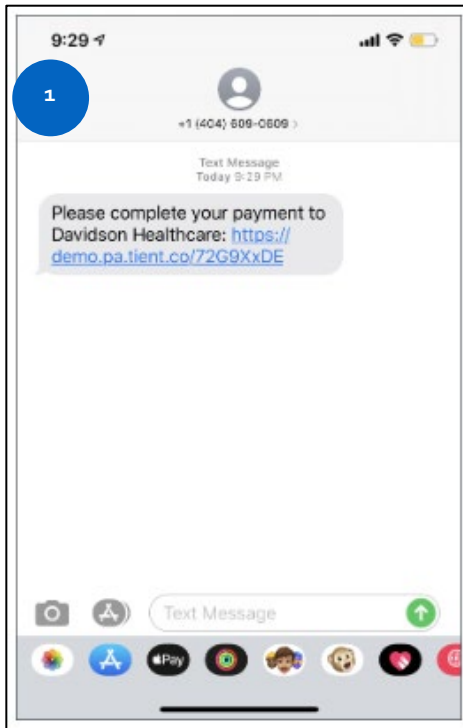 9:29
1
+1 (404) 609-0609 >
Text Message
Today 9:29 PM
Please complete your payment to
Davidson Healthcare: https://
demo.pa.tient.co/72G9XxDE
Text Message
Pay